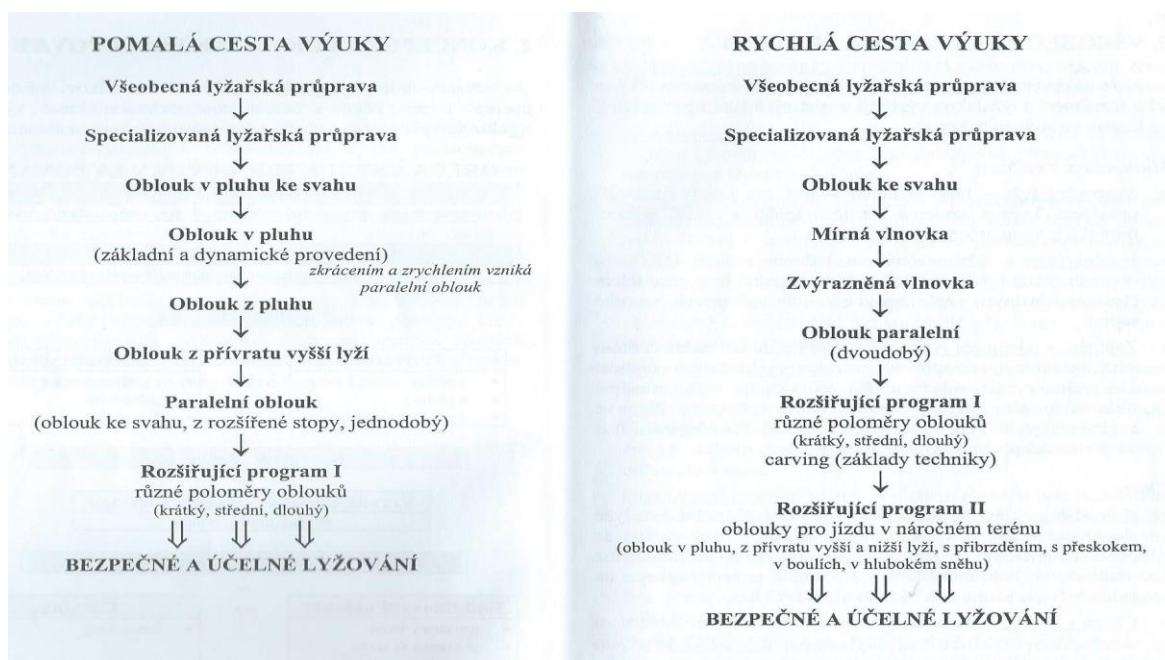 POMALÁ CESTA VÝUKY
Všeobecná lyžařská průprava
Specializovaná lyžařská průprava
Oblouk v pluhu ke svahu
Oblouk v pluhu
(základní a dynamické provedení)
zkrácením a zrychlením vzniká
paralelní oblouk
Oblouk z pluhu
Oblouk z přívratu vyšší lyží
Paralelní oblouk
(oblouk ke svahu, z rozšířené stopy, jednodobý)
Rozšiřující program I
různé poloměry oblouků
(krátký, střední, dlouhý)
BEZPEČNÉ A ÚČELNÉ LYŽOVÁNÍ
RYCHLÁ CESTA VÝUKY
Všeobecná lyžařská průprava
Specializovaná lyžařská průprava
Oblouk ke svahu
Mírná vlnovka
Zvýrazněná vlnovka
Oblouk paralelní
(dvoudobý)
Rozšiřující program I
různé poloměry oblouků
(krátký, střední, dlouhý)
carving (základy techniky)
Rozšiřující program II
oblouky pro jízdu v náročném terénu
(oblouk v pluhu, z přívratu vyšší a nižší lyží, s přibrzděním, s přeskokem,
v boulích, v hlubokém sněhu)
BEZPEČNÉ A ÚČELNÉ LYŽOVÁNÍ